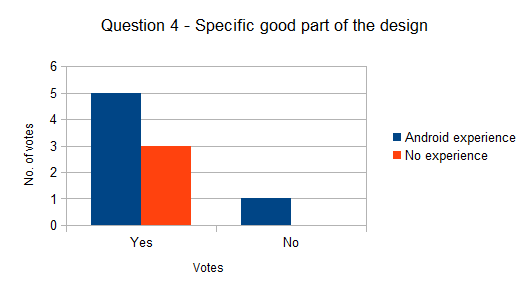 Question 4 - Specific good part of the design
No. of votes
6
5
4
3
2
1
0
Yes
No
Votes
Android experience
No experience